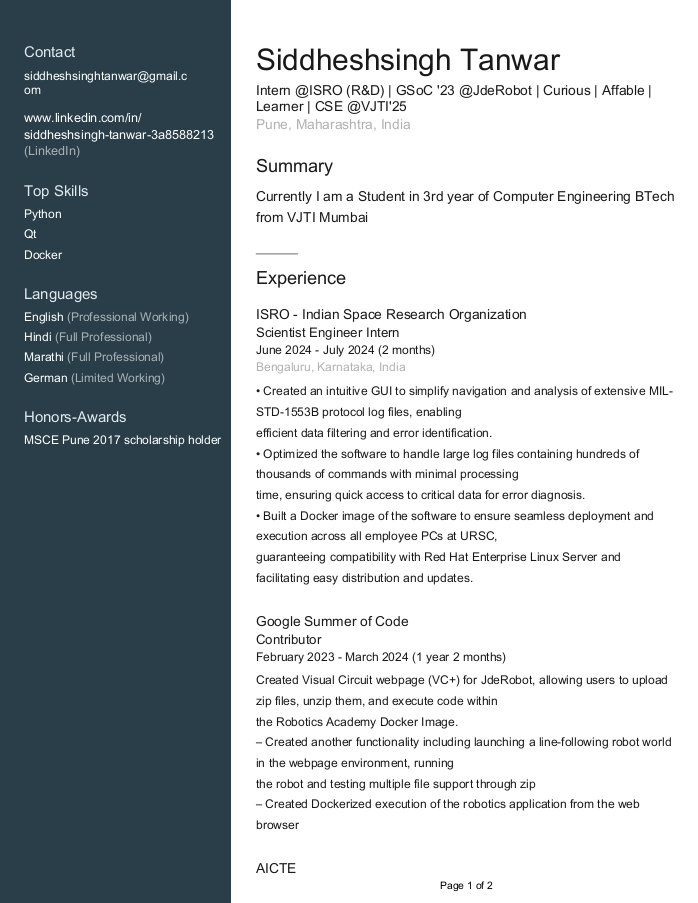 Contact
siddheshsinghtanwar@gmail.c
om
www.linkedin.com/in/
siddheshsingh-tanwar-3a8588213
(LinkedIn)
Top Skills
Python
Qt
Docker
Languages
English (Professional Working)
Hindi (Full Professional)
Marathi (Full Professional)
German (Limited Working)
Honors-Awards
MSCE Pune 2017 scholarship holder
Siddheshsingh Tanwar
Intern @ISRO (R&D) | GSoC '23 @JdeRobot | Curious | Affable |
Learner | CSE @VJTI'25
Pune, Maharashtra, India
Summary
Currently I am a Student in 3rd year of Computer Engineering BTech
from VJTI Mumbai
Experience
ISRO - Indian Space Research Organization
Scientist Engineer Intern
June 2024 - July 2024 (2 months)
Bengaluru, Karnataka, India
• Created an intuitive GUI to simplify navigation and analysis of extensive MIL-
STD-1553B protocol log files, enabling
efficient data filtering and error identification.
• Optimized the software to handle large log files containing hundreds of
thousands of commands with minimal processing
time, ensuring quick access to critical data for error diagnosis.
• Built a Docker image of the software to ensure seamless deployment and
execution across all employee PCs at URSC,
guaranteeing compatibility with Red Hat Enterprise Linux Server and
facilitating easy distribution and updates.
Google Summer of Code
Contributor
February 2023 - March 2024 (1 year 2 months)
Created Visual Circuit webpage (VC+) for JdeRobot, allowing users to upload
zip files, unzip them, and execute code within
the Robotics Academy Docker Image.
– Created another functionality including launching a line-following robot world
in the webpage environment, running
the robot and testing multiple file support through zip
– Created Dockerized execution of the robotics application from the web
browser
AICTE
Page 1 of 2